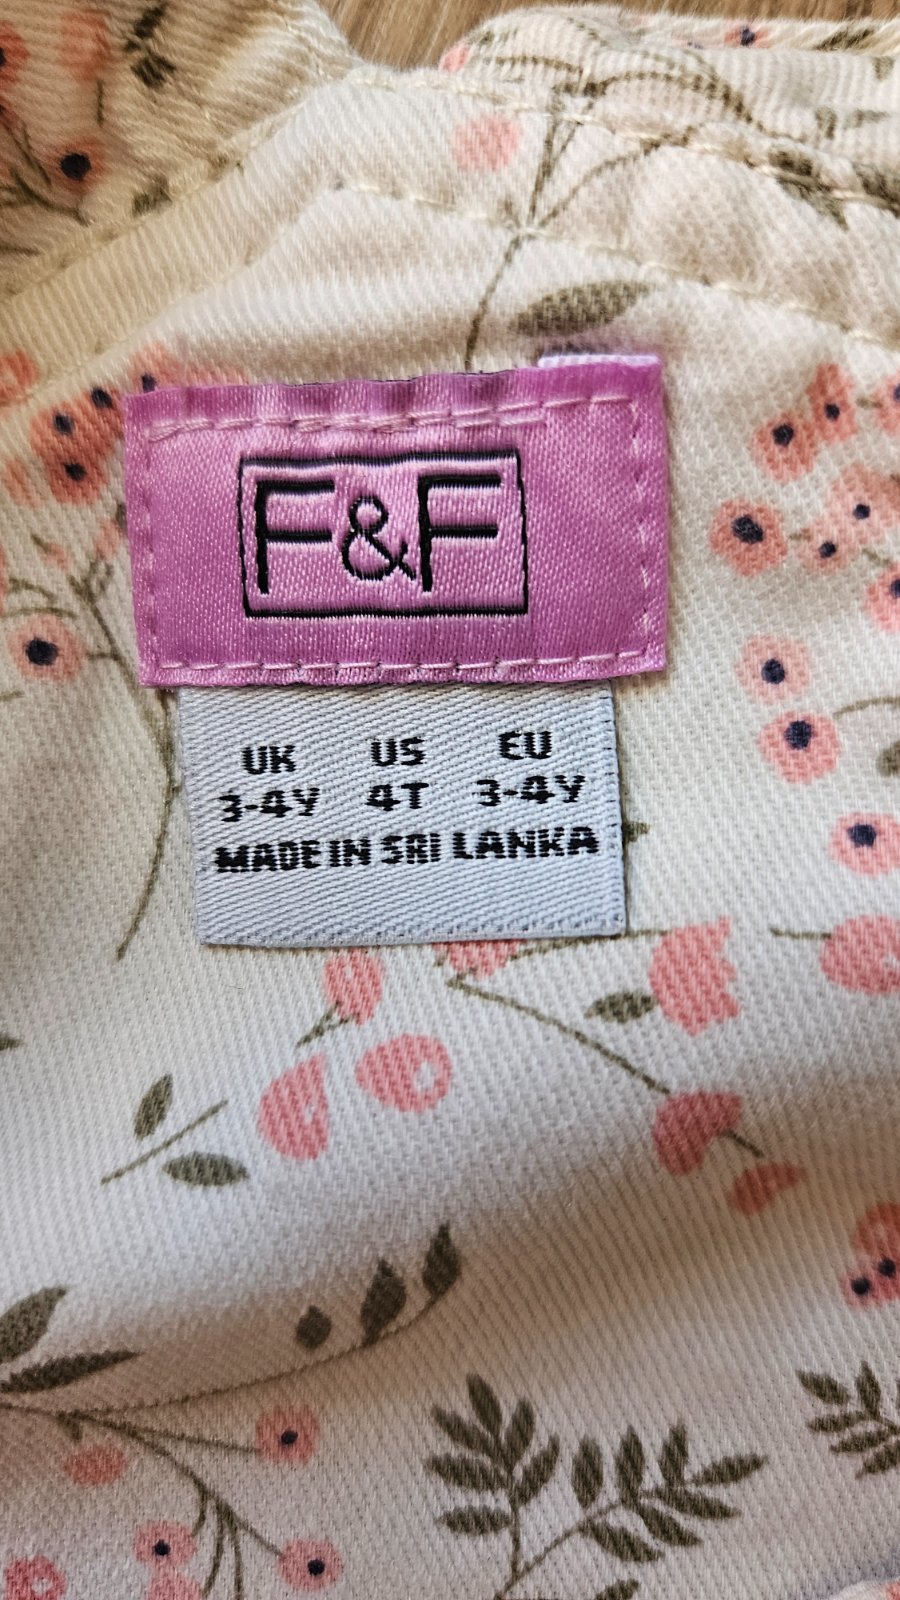 F&F
UK US EU
3-4Y 4T 3-4Y
MADE IN SRI LANKA